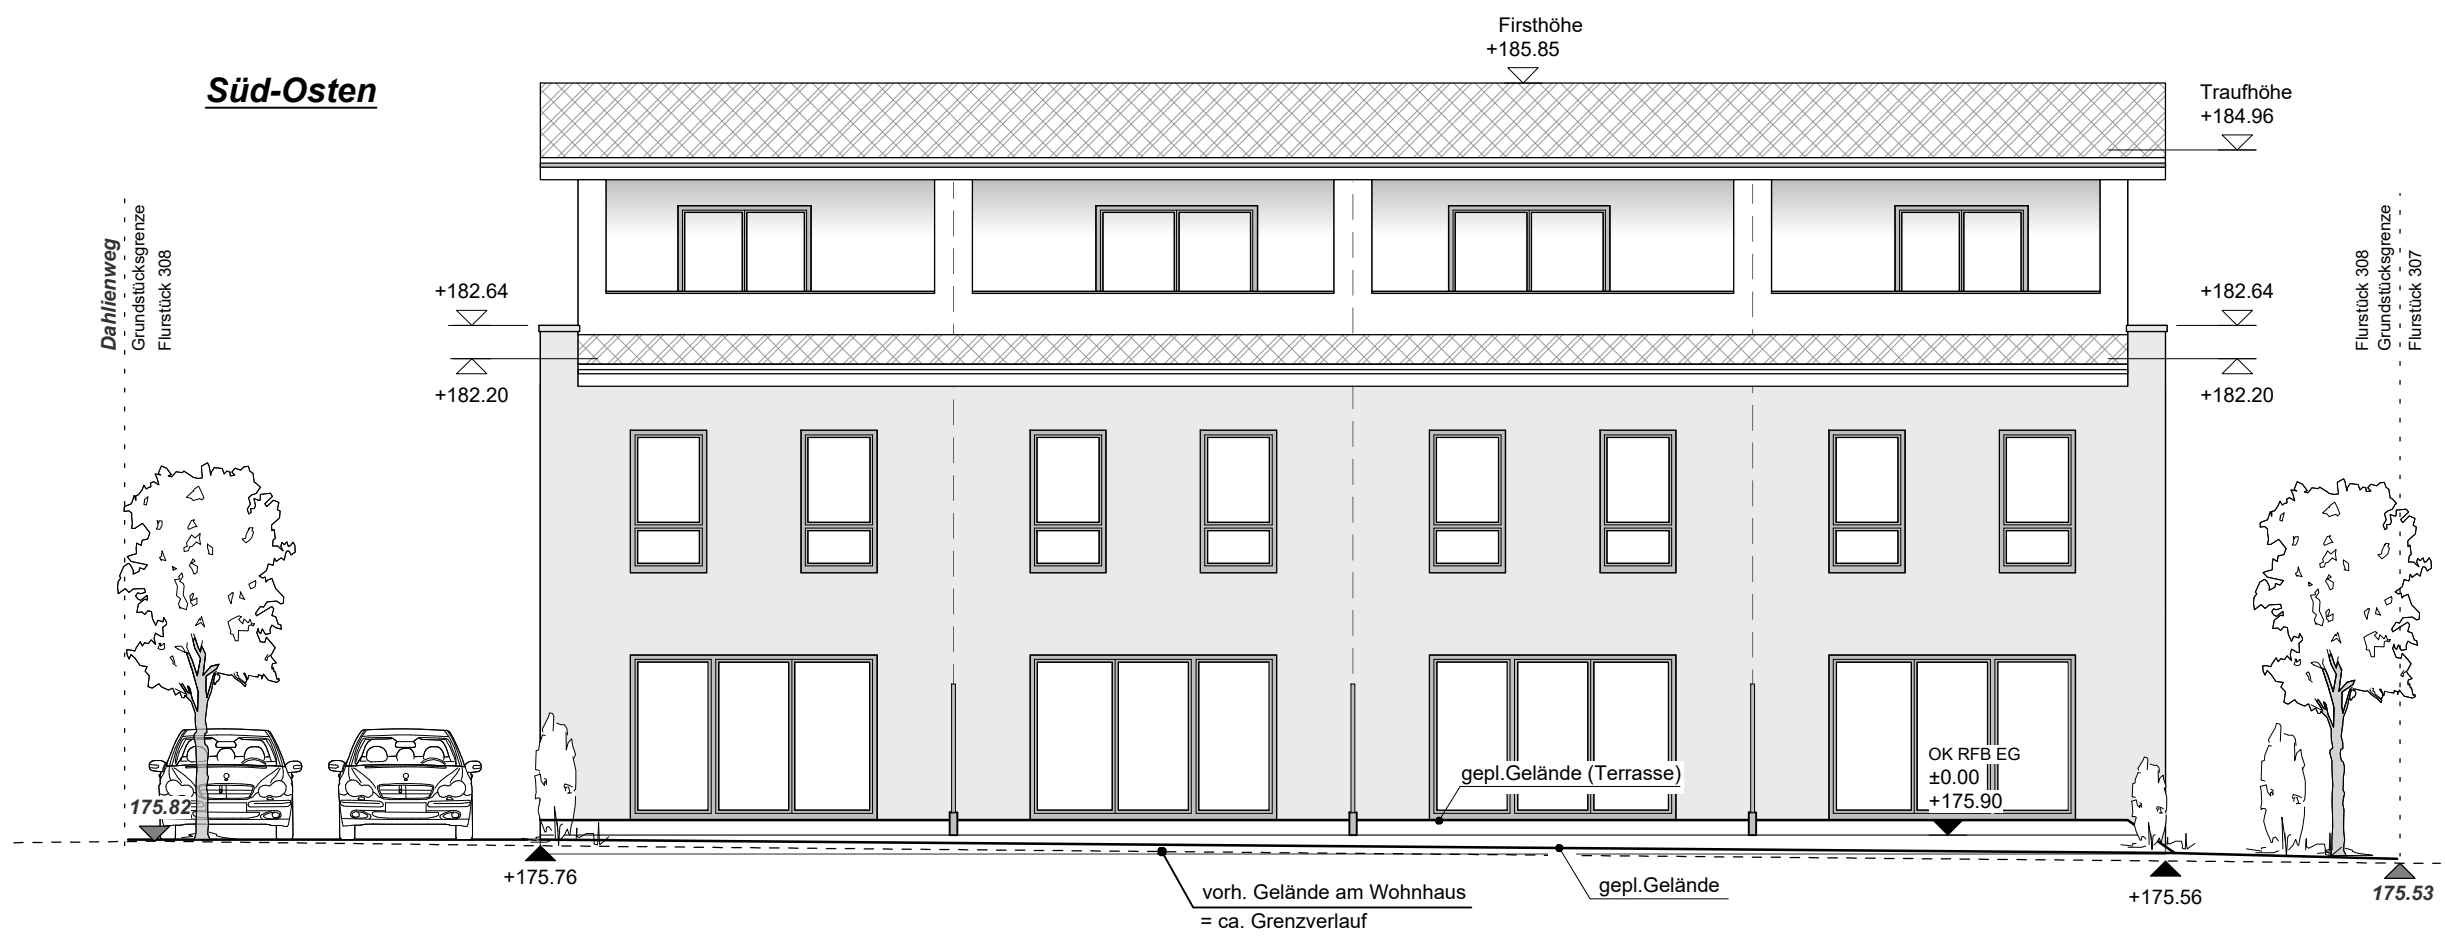 Firsthöhe
+185.85
Süd-Osten
Traufhöhe
+184.96
Dahlienweg
Grundstücksgrenze
Flurstück 308
+182.64
+182.20
+182.64
+182.20
Flurstück 308
Grundstücksgrenze
Flurstück 307
OK RFB EG
±0.00
+175.90
gepl.Gelände (Terrasse)
175.82
+175.76
vorh. Gelände am Wohnhaus
= ca. Grenzverlauf
gepl.Gelände
+175.56
175.53